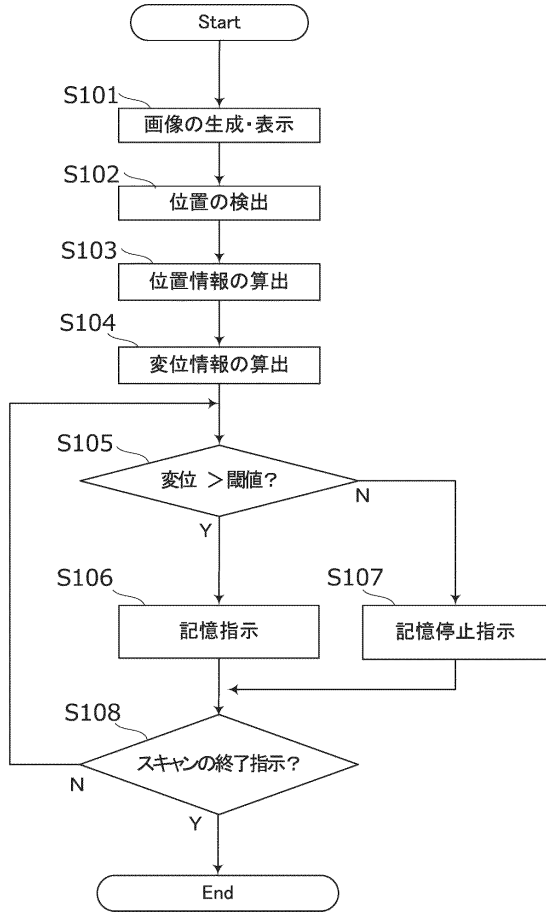 Start
S101
画像の生成・表示
S102
位置の検出
S103
位置情報の算出
S104
変位情報の算出
S105
変位 > 閾値?
N
Y
S106
記憶指示
S107
記憶停止指示
S108
スキャンの終了指示?
N
Y
End